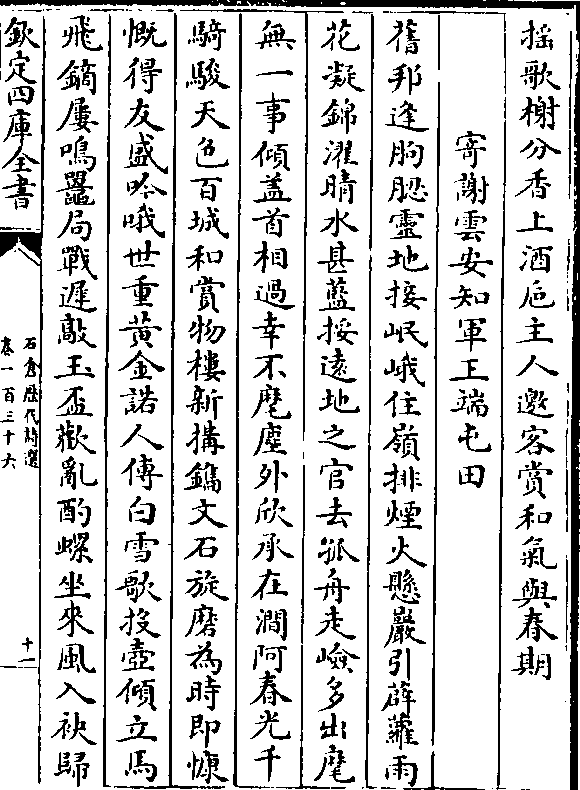 搖歌榭分香上酒巵主人邀客賞和氣與春期
寄謝雲安知軍王端屯田
舊邦逢朐䏰靈地接岷峨住嶺排煙火懸巖引薜蘿雨
花凝錦濯晴水甚藍挼逺地之官去孤舟走嶮多出麾
無一事傾盖首相過幸不麾塵外欣承在澗阿春光千
騎駿天色百城和賞物樓新搆鐫文石旋磨為時即慷
慨得友盛吟哦世重黄金諾人傳白雪歌投壺傾立馬
飛鏑屢鳴鼉局戰遲敲玉盃歡亂酌螺坐來風入袂歸
欽定四庫全書
石倉歴代詩選
卷一百三十六
十一